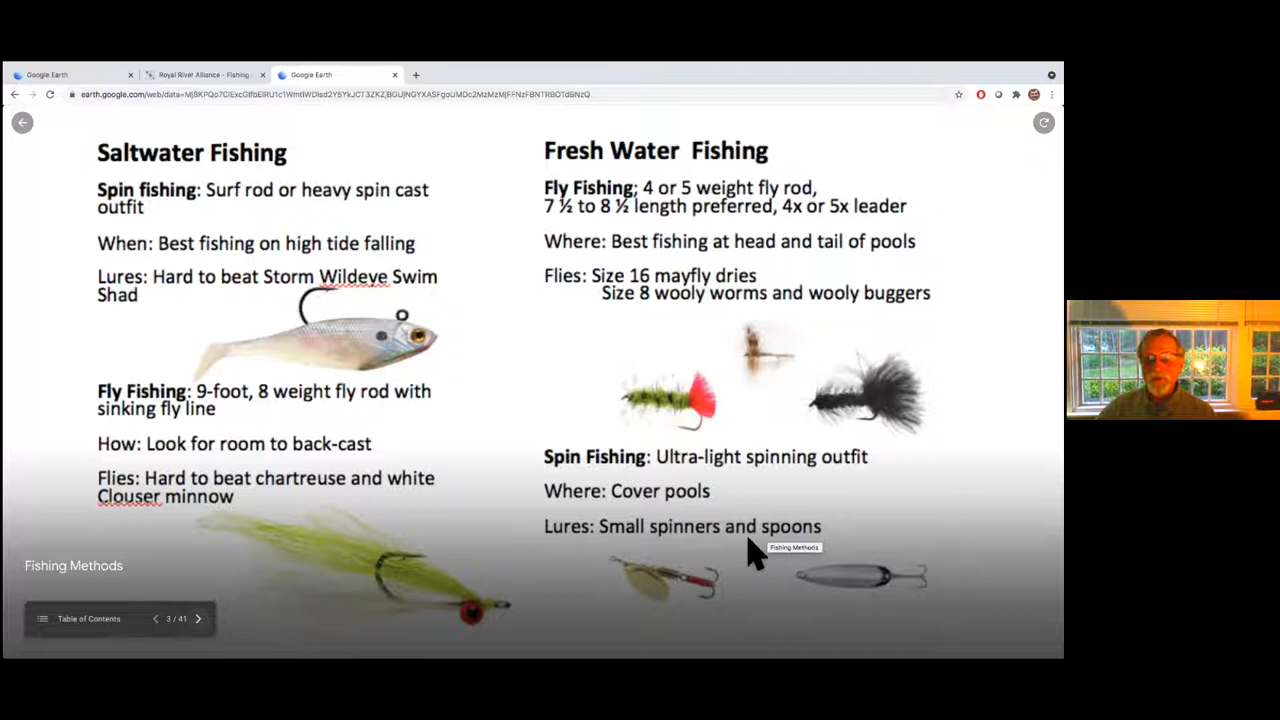 Google Earth
Royal River Alliance - Fishing
Google Earth
Saltwater Fishing
Spin fishing: Surf rod or heavy spin cast
outfit
When: Best fishing on high tide falling
Lures: Hard to beat Storm Wildeye Swim
Shad
Fly Fishing: 9-foot, 8 weight fly rod with
sinking fly line
How: Look for room to back-cast
Flies: Hard to beat chartreuse and white
Clouser minnow
Fresh Water Fishing
Fly Fishing; 4 or 5 weight fly rod,
7 ½ to 8 ½ length preferred, 4x or 5x leader
Where: Best fishing at head and tail of pools
Flies: Size 16 mayfly dries
Size 8 wooly worms and wooly buggers
Spin Fishing: Ultra-light spinning outfit
Where: Cover pools
Lures: Small spinners and spoons
Fishing Methods
Fishing Methods
Table of Contents
3 / 41